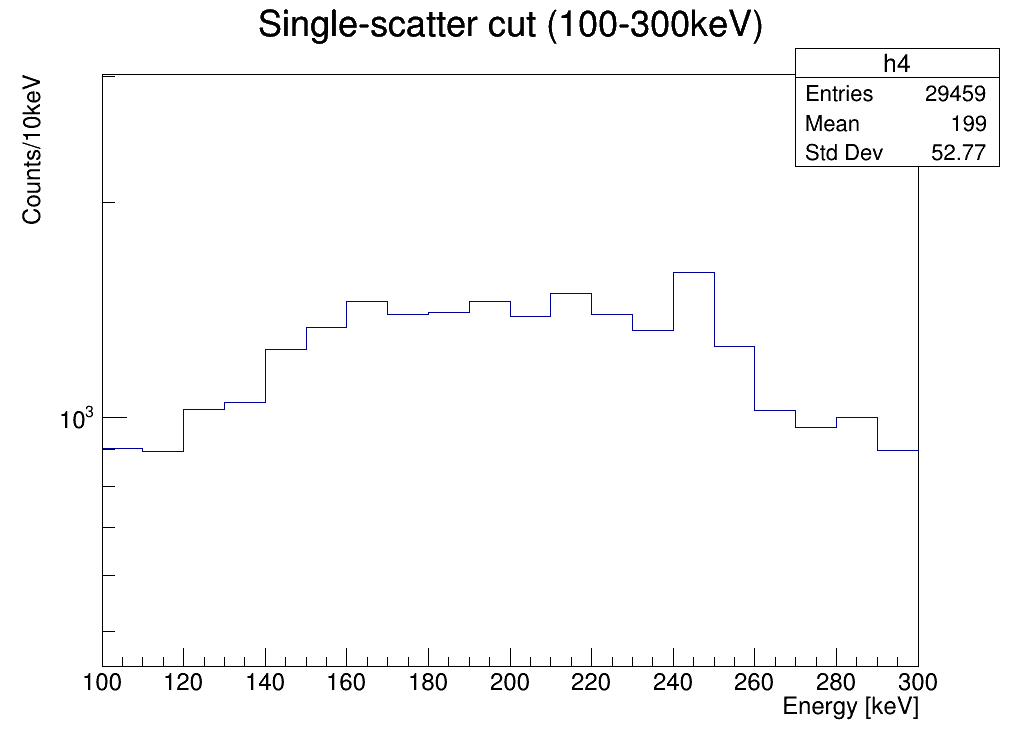 Single-scatter cut (100-300keV)
h4
Entries 29459
Mean 199
Std Dev 52.77
Counts/10keV
10³
100 120 140 160 180 200 220 240 260 280 300
Energy [keV]